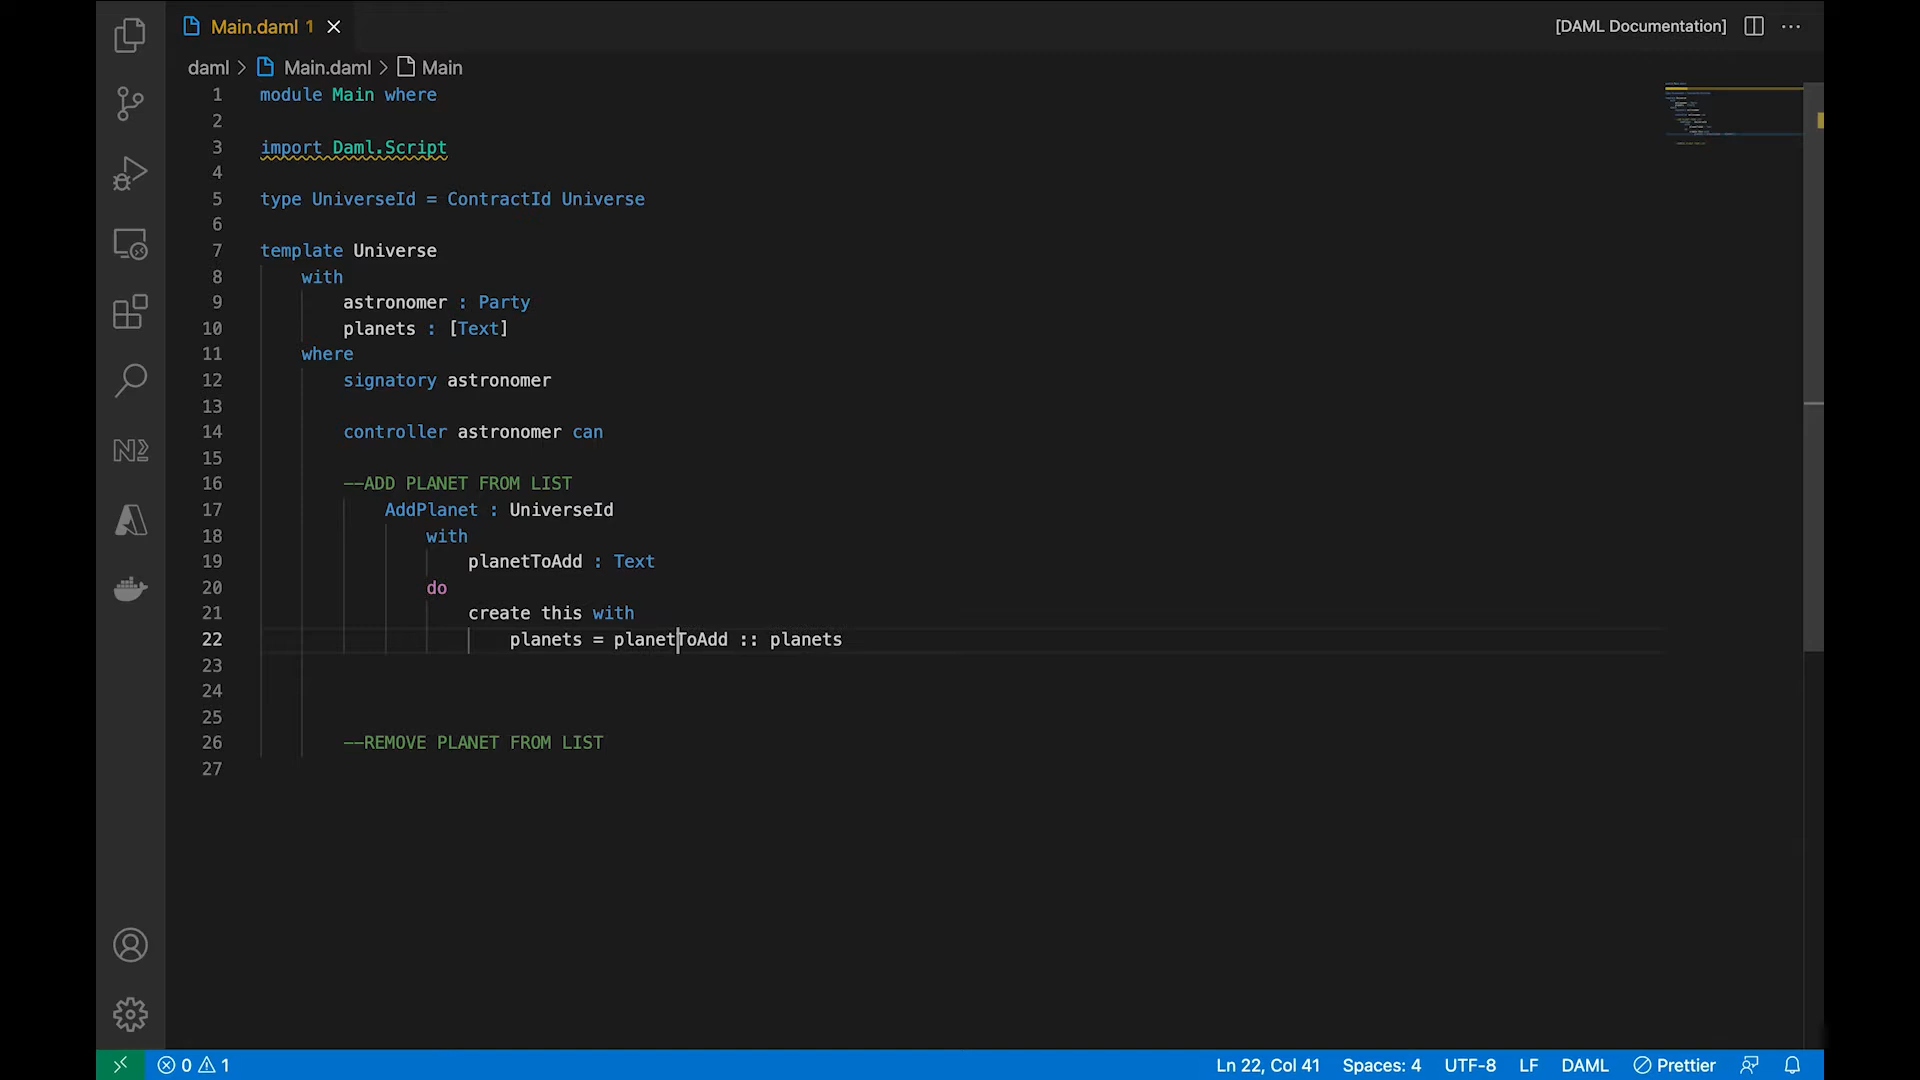 Main.daml 1
[DAML Documentation]
daml > Main.daml > Main
1 module Main where
2
3 import Daml.Script
4
5 type UniverseId = ContractId Universe
6
7 template Universe
8 with
9 astronomer : Party
10 planets : [Text]
11 where
12 signatory astronomer
13
14 controller astronomer can
15
16 --ADD PLANET FROM LIST
17 AddPlanet : UniverseId
18 with
19 planetToAdd : Text
20 do
21 create this with
22 planets = planetToAdd :: planets
23
24
25
26 --REMOVE PLANET FROM LIST
27
0 1 Ln 22, Col 41 Spaces: 4 UTF-8 LF DAML Prettier